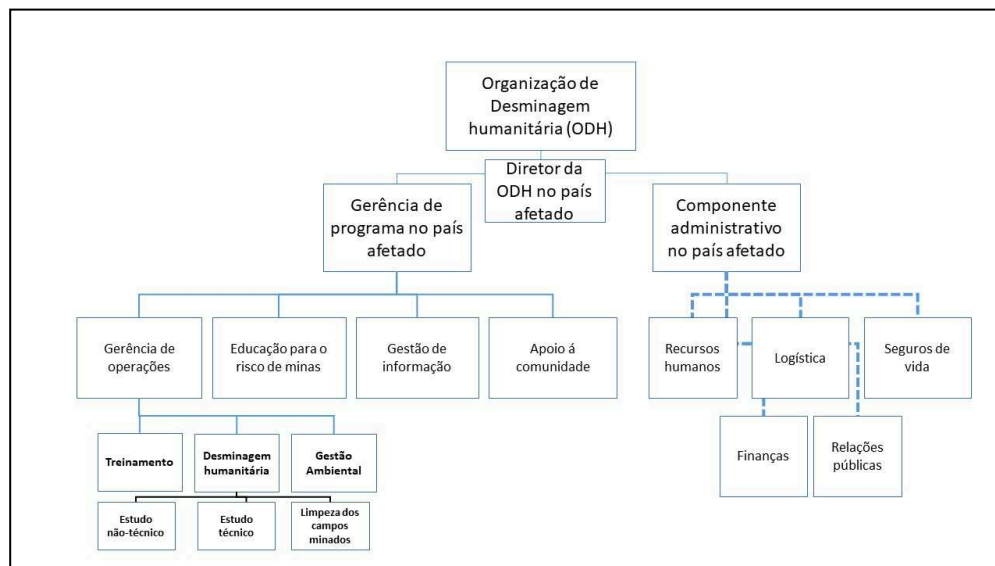 Organização de
Desminagem
humanitária (ODH)
Diretor da
ODH no país
afetado
Gerência de
programa no país
afetado
Componente
administrativo
no país afetado
Gerência de
operações
Educação para o
risco de minas
Gestão de
informação
Apoio á
comunidade
Recursos
humanos
Logística
Seguros de
vida
Finanças
Relações
públicas
Treinamento
Desminagem
humanitária
Gestão
Ambiental
Estudo
não-técnico
Estudo
técnico
Limpeza dos
campos
minados